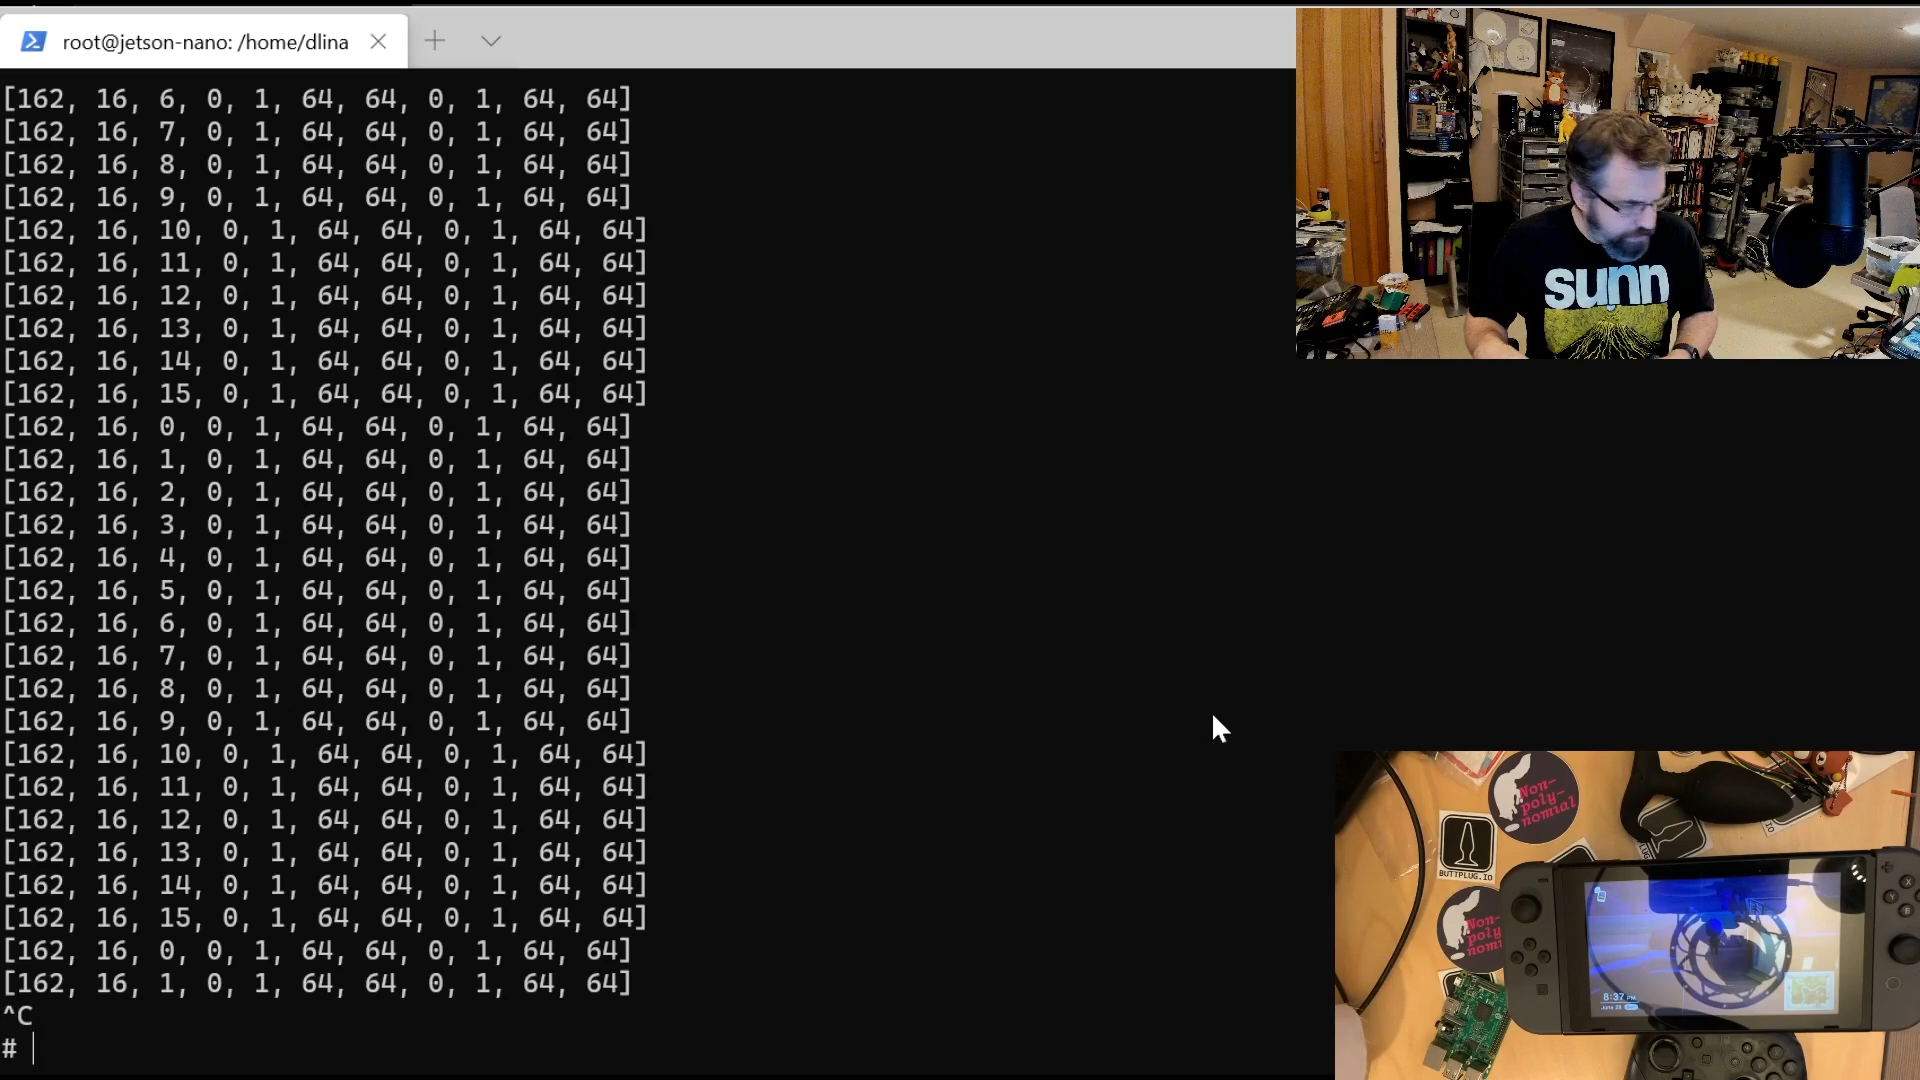 root@jetson-nano: /home/dlina
[162, 16, 6, 0, 1, 64, 64, 0, 1, 64, 64]
[162, 16, 7, 0, 1, 64, 64, 0, 1, 64, 64]
[162, 16, 8, 0, 1, 64, 64, 0, 1, 64, 64]
[162, 16, 9, 0, 1, 64, 64, 0, 1, 64, 64]
[162, 16, 10, 0, 1, 64, 64, 0, 1, 64, 64]
[162, 16, 11, 0, 1, 64, 64, 0, 1, 64, 64]
[162, 16, 12, 0, 1, 64, 64, 0, 1, 64, 64]
[162, 16, 13, 0, 1, 64, 64, 0, 1, 64, 64]
[162, 16, 14, 0, 1, 64, 64, 0, 1, 64, 64]
[162, 16, 15, 0, 1, 64, 64, 0, 1, 64, 64]
[162, 16, 0, 0, 1, 64, 64, 0, 1, 64, 64]
[162, 16, 1, 0, 1, 64, 64, 0, 1, 64, 64]
[162, 16, 2, 0, 1, 64, 64, 0, 1, 64, 64]
[162, 16, 3, 0, 1, 64, 64, 0, 1, 64, 64]
[162, 16, 4, 0, 1, 64, 64, 0, 1, 64, 64]
[162, 16, 5, 0, 1, 64, 64, 0, 1, 64, 64]
[162, 16, 6, 0, 1, 64, 64, 0, 1, 64, 64]
[162, 16, 7, 0, 1, 64, 64, 0, 1, 64, 64]
[162, 16, 8, 0, 1, 64, 64, 0, 1, 64, 64]
[162, 16, 9, 0, 1, 64, 64, 0, 1, 64, 64]
[162, 16, 10, 0, 1, 64, 64, 0, 1, 64, 64]
[162, 16, 11, 0, 1, 64, 64, 0, 1, 64, 64]
[162, 16, 12, 0, 1, 64, 64, 0, 1, 64, 64]
[162, 16, 13, 0, 1, 64, 64, 0, 1, 64, 64]
[162, 16, 14, 0, 1, 64, 64, 0, 1, 64, 64]
[162, 16, 15, 0, 1, 64, 64, 0, 1, 64, 64]
[162, 16, 0, 0, 1, 64, 64, 0, 1, 64, 64]
[162, 16, 1, 0, 1, 64, 64, 0, 1, 64, 64]
^C
#
sunn
Non-
poly-
nomial
BUTTPLUG.IO
Non-
poly
nomi
8:37 PM